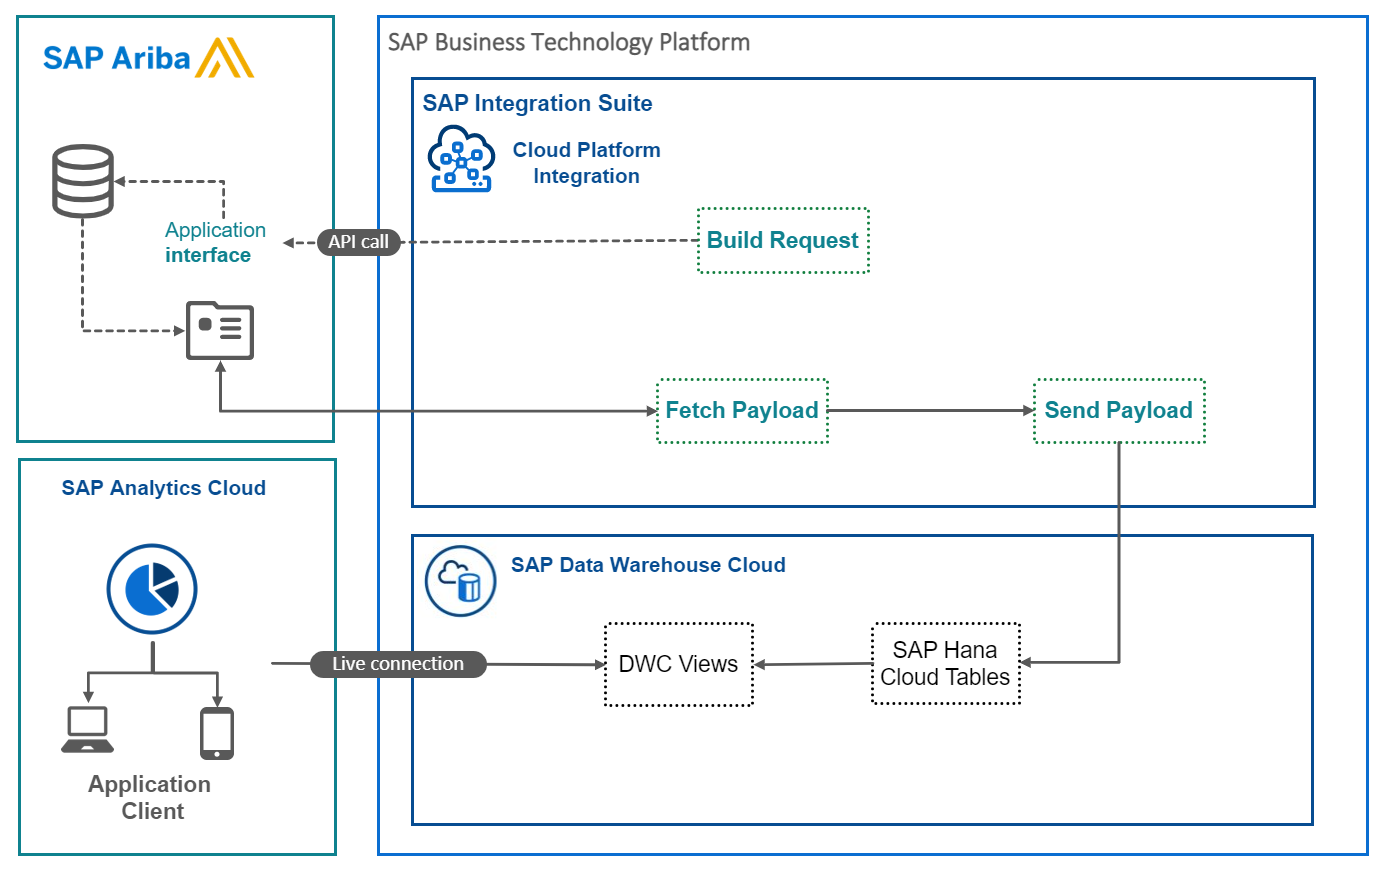 SAP Ariba
Application
interface
API call
SAP Business Technology Platform
SAP Integration Suite
Cloud Platform
Integration
Build Request
Fetch Payload
Send Payload
SAP Analytics Cloud
Application
Client
Live connection
SAP Data Warehouse Cloud
DWC Views
SAP Hana
Cloud Tables